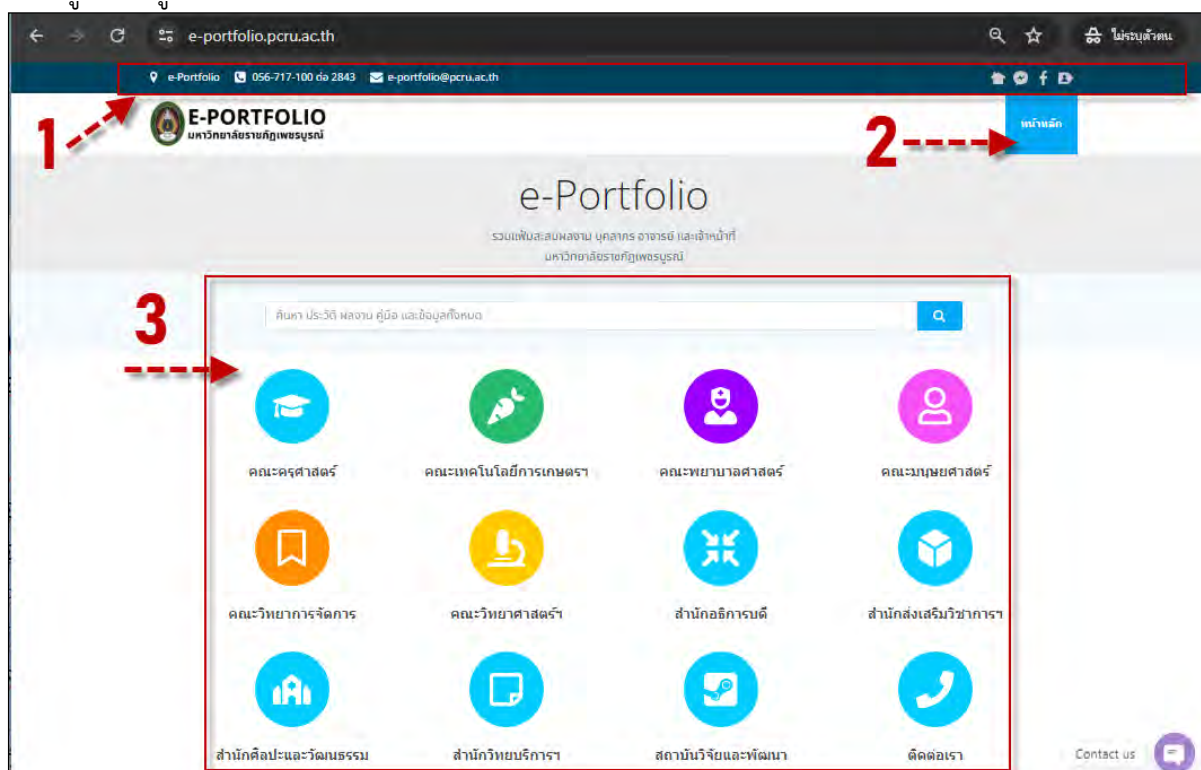 e-portfolio.pcru.ac.th
ไม่ระบุตัวตน
e-Portfolio 056-717-100 ต่อ 2843 e-portfolio@pcru.ac.th
1
E-PORTFOLIO
มหาวิทยาลัยราชภัฏเพชรบูรณ์
2
หน้าหลัก
e-Portfolio
รวมแฟ้มสะสมผลงาน บุคลากร อาจารย์ และเจ้าหน้าที่
มหาวิทยาลัยราชภัฏเพชรบูรณ์
3
ค้นหา ประวัติ ผลงาน คู่มือ และข้อมูลทั้งหมด
คณะครุศาสตร์ คณะเทคโนโลยีการเกษตรฯ คณะพยาบาลศาสตร์ คณะมนุษยศาสตร์
คณะวิทยาการจัดการ คณะวิทยาศาสตร์ฯ สำนักอธิการบดี สำนักส่งเสริมวิชาการฯ
สำนักศิลปะและวัฒนธรรม สำนักวิทยบริการฯ สถาบันวิจัยและพัฒนา ติดต่อเรา
Contact us